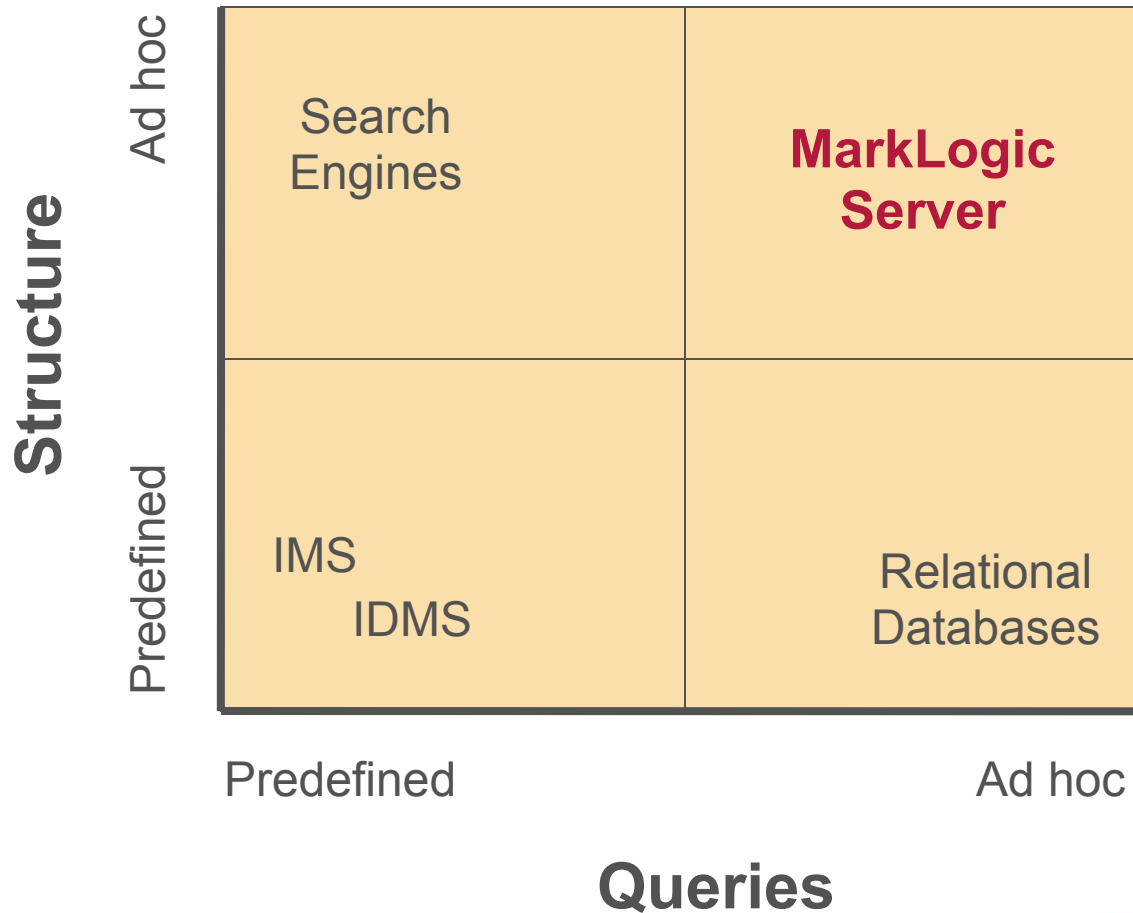 Structure
Ad hoc
Predefined
Search
Engines
MarkLogic
Server
IMS
IDMS
Relational
Databases
Predefined
Ad hoc
Queries